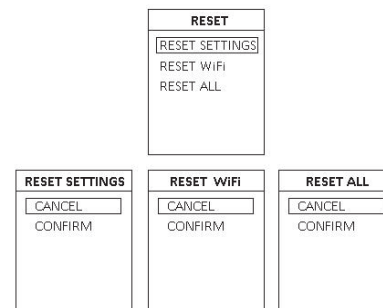 RESET
RESET SETTINGS
RESET WiFi
RESET ALL
RESET SETTINGS
CANCEL
CONFIRM
RESET WiFi
CANCEL
CONFIRM
RESET ALL
CANCEL
CONFIRM